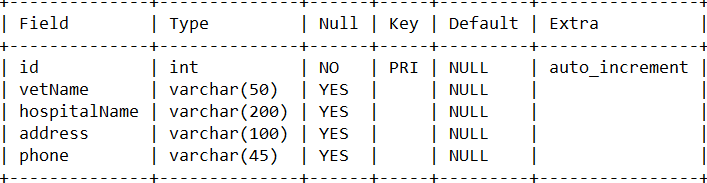 +--------------+--------------+------+-----+---------+----------------+
| Field        | Type         | Null | Key | Default | Extra          |
+--------------+--------------+------+-----+---------+----------------+
| id           | int          | NO   | PRI | NULL    | auto_increment |
| vetName      | varchar(50)  | YES  |     | NULL    |                |
| hospitalName | varchar(200) | YES  |     | NULL    |                |
| address      | varchar(100) | YES  |     | NULL    |                |
| phone        | varchar(45)  | YES  |     | NULL    |                |
+--------------+--------------+------+-----+---------+----------------+